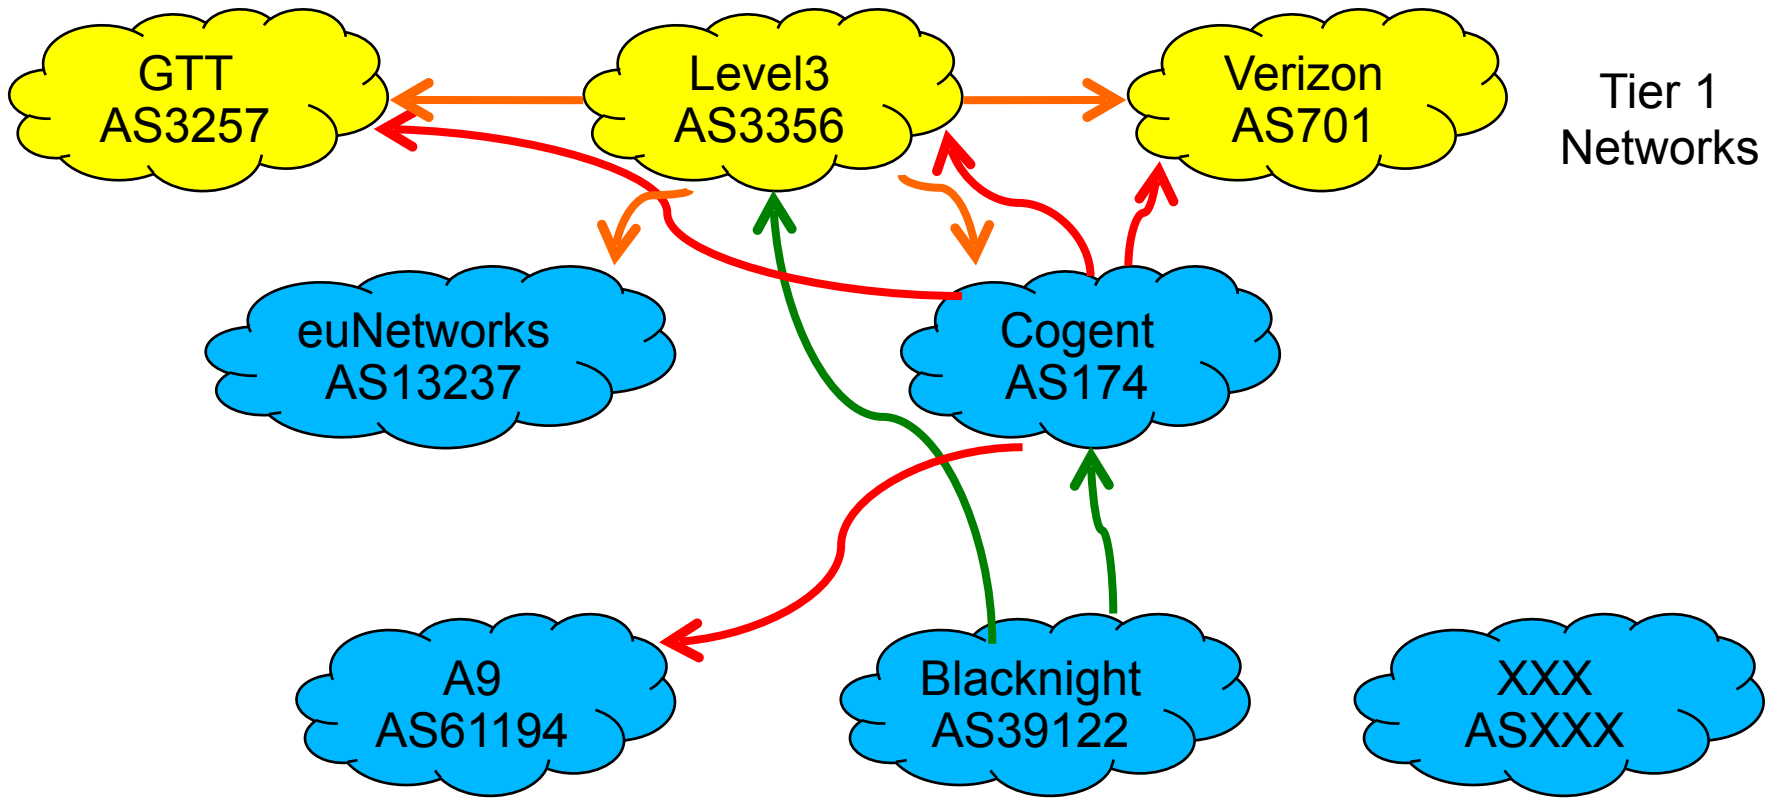 GTT
AS3257
Level3
AS3356
Verizon
AS701
Tier 1
Networks
euNetworks
AS13237
Cogent
AS174
A9
AS61194
Blacknight
AS39122
XXX
ASXXX